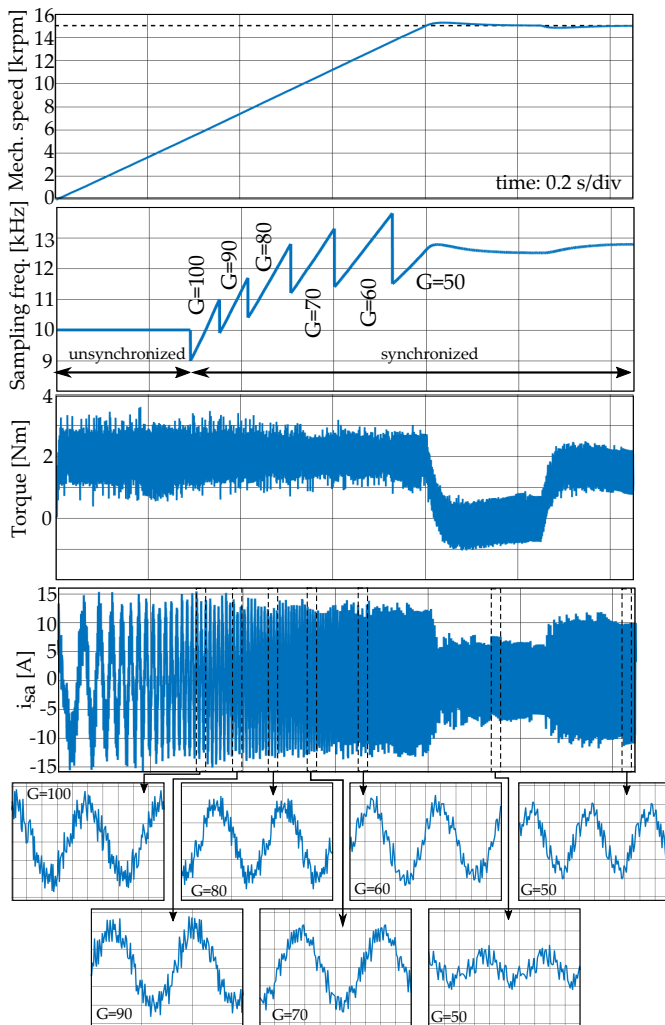 Mech. speed [krpm]
16
14
12
10
8
6
4
2
0
time: 0.2 s/div
Sampling freq. [kHz]
13
12
11
10
9
G=100
G=90
G=80
G=70
G=60
G=50
unsynchronized
synchronized
Torque [Nm]
4
2
0
isa [A]
15
10
5
0
-5
-10
-15
G=100
G=80
G=60
G=50
G=90
G=70
G=50